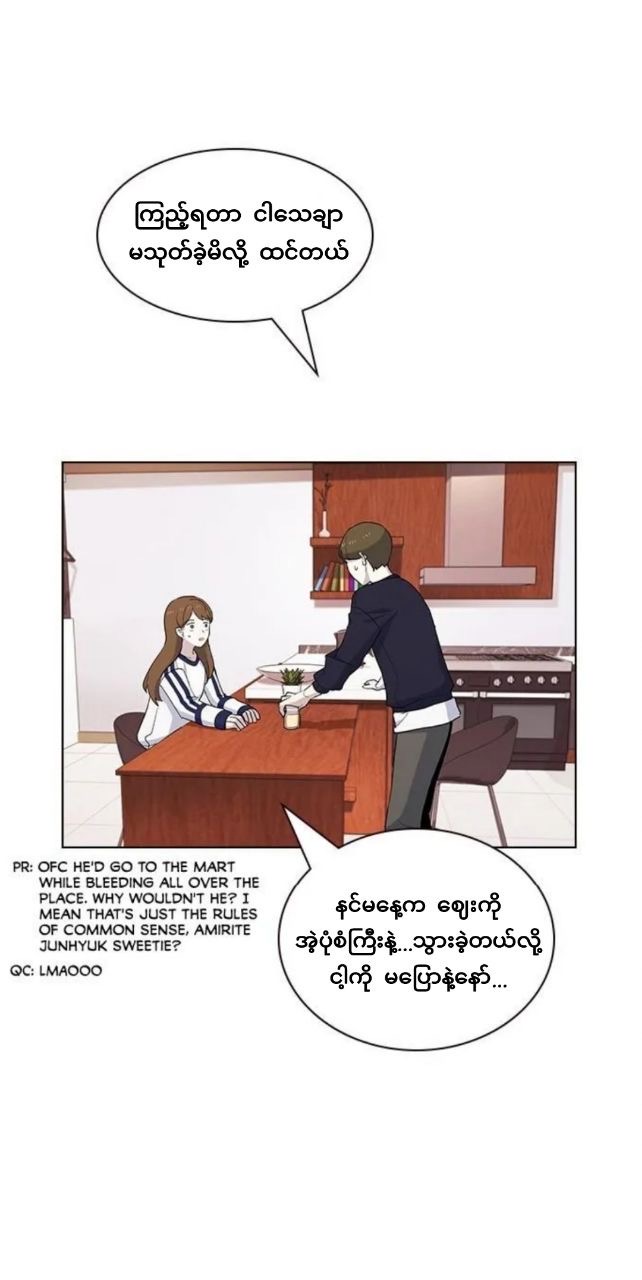 ကြည့်ရတာ ငါသေချာ
မသုတ်ခဲ့မိလို့ ထင်တယ်
PR: OFC HE'D GO TO THE MART
WHILE BLEEDING ALL OVER THE
PLACE. WHY WOULDN'T HE? I
MEAN THAT'S JUST THE RULES
OF COMMON SENSE, AMIRITE
JUNHYUK SWEETIE?
QC: LMAOOO
နင်မနေ့က ဈေးကို
အဲ့ပုံစံကြီးနဲ့...သွားခဲ့တယ်လို့
ငါ့ကို မပြောနဲ့နော်...